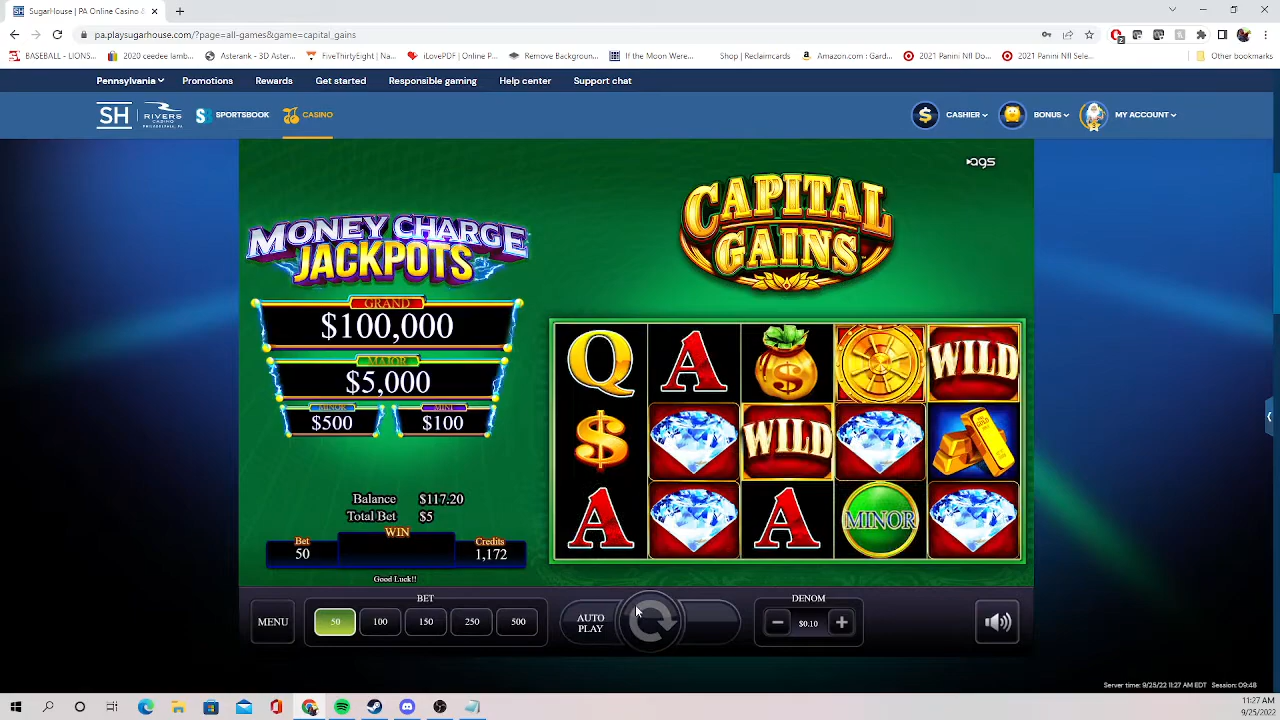 SugarHouse | PA Online Casino &
pa.playsugarhouse.com/?page=all-games&game=capital_gains
BASEBALL - LIONS...
2020 ceedee lamb...
Asterank - 3D Backgro...
FiveThirtyEight | Na...
iLovePDF | Online P...
Remove Backgroun...
If the Moon Were...
Shop | Reclaimcards
Amazon.com : Gard...
2021 Panini Nfl Do...
2021 Panini Nfl Sele...
Other bookmarks
Pennsylvania
Promotions
Rewards
Get started
Responsible gaming
Help center
Support chat
SH
RIVERS
CASINO
PHILADELPHIA, PA
SPORTSBOOK
CASINO
CASHIER
BONUS
MY ACCOUNT
ags
CAPITAL
GAINS
MONEY CHARGE
JACKPOTS
GRAND
$100,000
MAJOR
$5,000
MINOR
$500
MINI
$100
Q
A
$
WILD
$
WILD
A
A
MINOR
Balance $117.20
Total Bet $5
WIN
Bet
50
Credits
1,172
Good Luck!!
MENU
BET
50
100
150
250
500
AUTO
PLAY
DENOM
$0.10
Server time: 9/25/22 11:27 AM EDT Session: 09:48
11:27 AM
9/25/2022